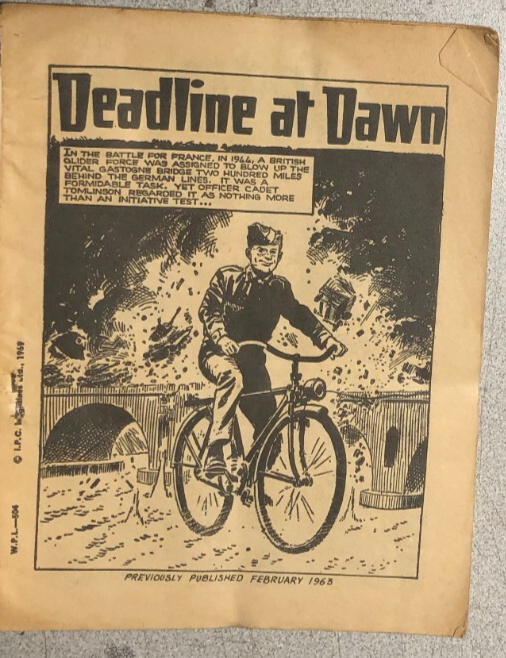 Deadline at Dawn
IN THE BATTLE FOR FRANCE, IN 1944, A BRITISH
GLIDER FORCE WAS ASSIGNED TO BLOW UP THE
VITAL GASTOGNE BRIDGE TWO HUNDRED MILES
BEHIND THE GERMAN LINES. IT WAS A
FORMIDABLE TASK. YET OFFICER CADET
TOMLINSON REGARDED IT AS NOTHING MORE
THAN AN INITIATIVE TEST...
PREVIOUSLY PUBLISHED FEBRUARY 1963
W.P.L.—504
© I.P.C. Ltd., 1969